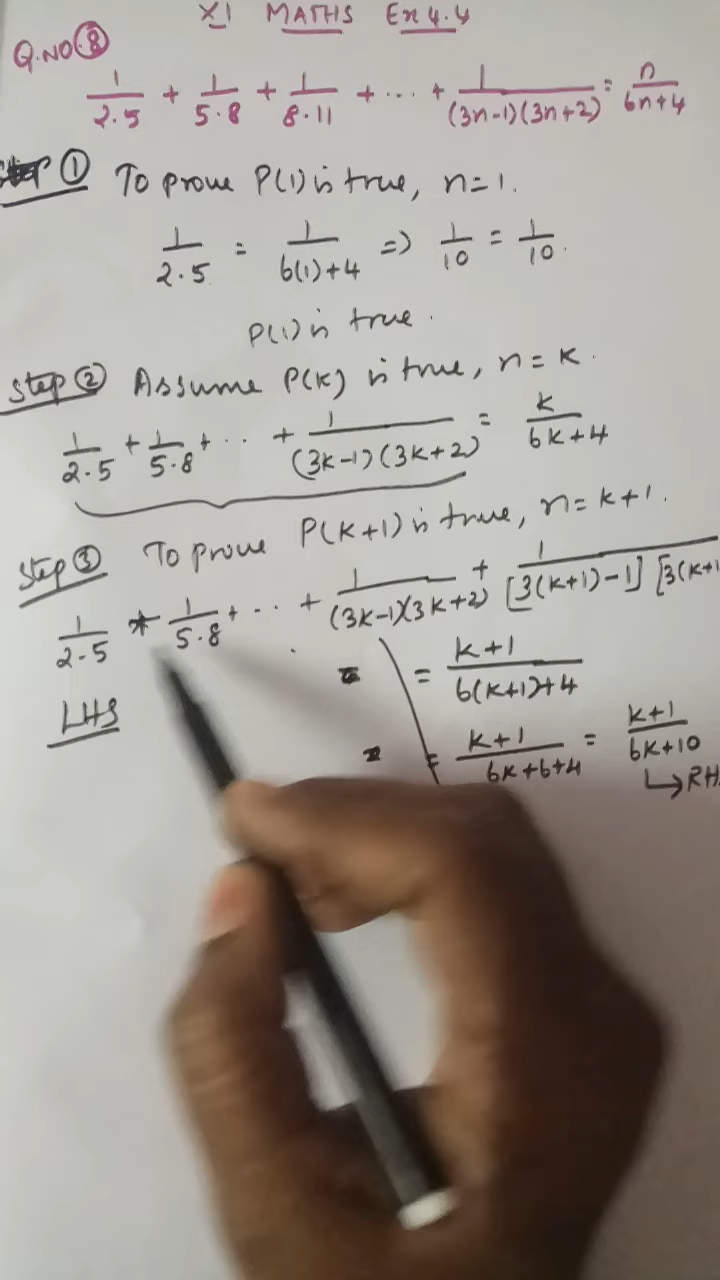 XI MATHS Ex 4.4
Q.NO 8
1/2.5 + 1/5.8 + 1/8.11 + ... + 1/(3n-1)(3n+2) = n/6n+4
Step 1 To prove P(1) is true, n=1.
1/2.5 = 1/6(1)+4 => 1/10 = 1/10.
P(1) is true.
Step 2 Assume P(K) is true, n=K.
1/2.5 + 1/5.8 + .. + 1/(3K-1)(3K+2) = K/6K+4
Step 3 To prove P(K+1) is true, n=K+1.
1/2.5 + 1/5.8 + ... + 1/(3K-1)(3K+2) + 1/[3(K+1)-1][3(K+1
= K+1/6(K+1)+4
LHS
= K+1/6K+6+4 = K+1/6K+10
↳ RH